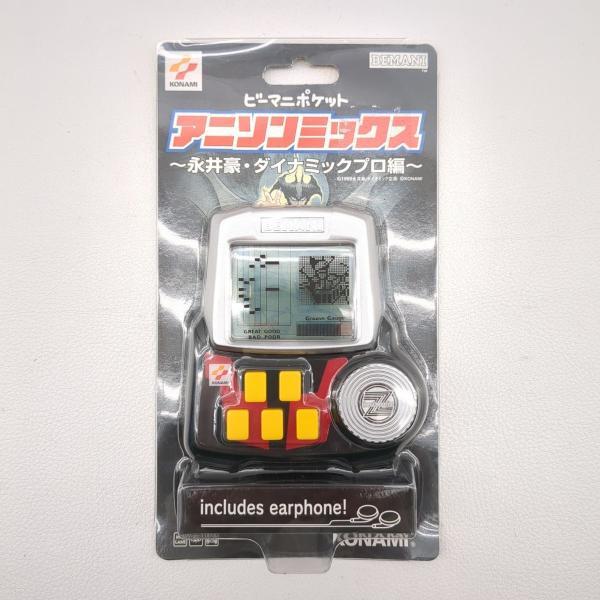 KONAMI
BEMANI
ビーマニポケット
アニソンミックス
〜永井豪・ダイナミックプロ編〜
©KONAMI
BEMANI
Groove Gauge
GREAT GOOD
BAD POOR
KONAMI
Z
includes earphone!
KONAMI